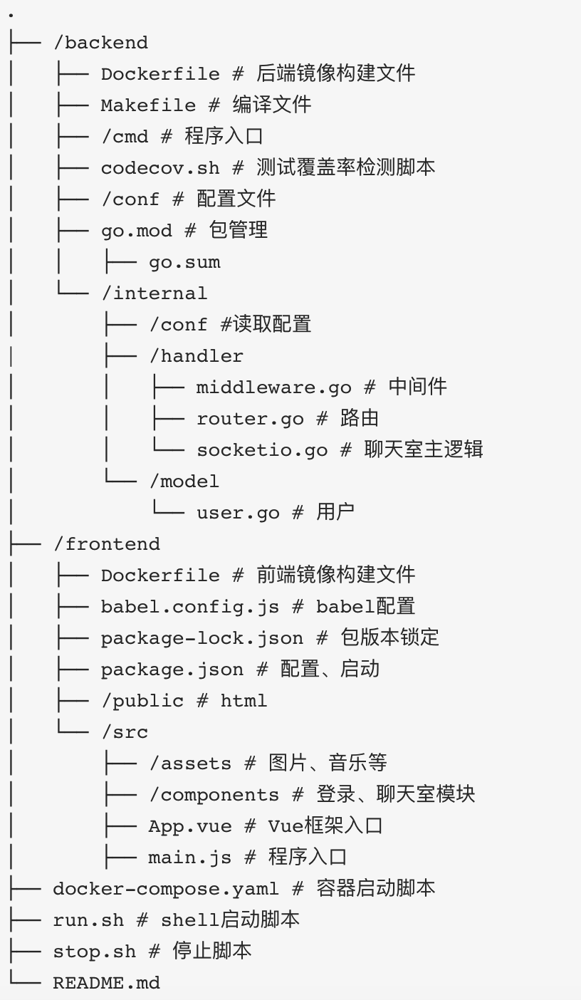 .
├── /backend
│   ├── Dockerfile # 后端镜像构建文件
│   ├── Makefile # 编译文件
│   ├── /cmd # 程序入口
│   ├── codecov.sh # 测试覆盖率检测脚本
│   ├── /conf # 配置文件
│   ├── go.mod # 包管理
│   │   ├── go.sum
│   └── /internal
│       ├── /conf #读取配置
│       ├── /handler
│       │   ├── middleware.go # 中间件
│       │   ├── router.go # 路由
│       │   └── socketio.go # 聊天室主逻辑
│       └── /model
│           └── user.go # 用户
├── /frontend
│   ├── Dockerfile # 前端镜像构建文件
│   ├── babel.config.js # babel配置
│   ├── package-lock.json # 包版本锁定
│   ├── package.json # 配置、启动
│   ├── /public # html
│   └── /src
│       ├── /assets # 图片、音乐等
│       ├── /components # 登录、聊天室模块
│       ├── App.vue # Vue框架入口
│       ├── main.js # 程序入口
├── docker-compose.yaml # 容器启动脚本
├── run.sh # shell启动脚本
├── stop.sh # 停止脚本
└── README.md